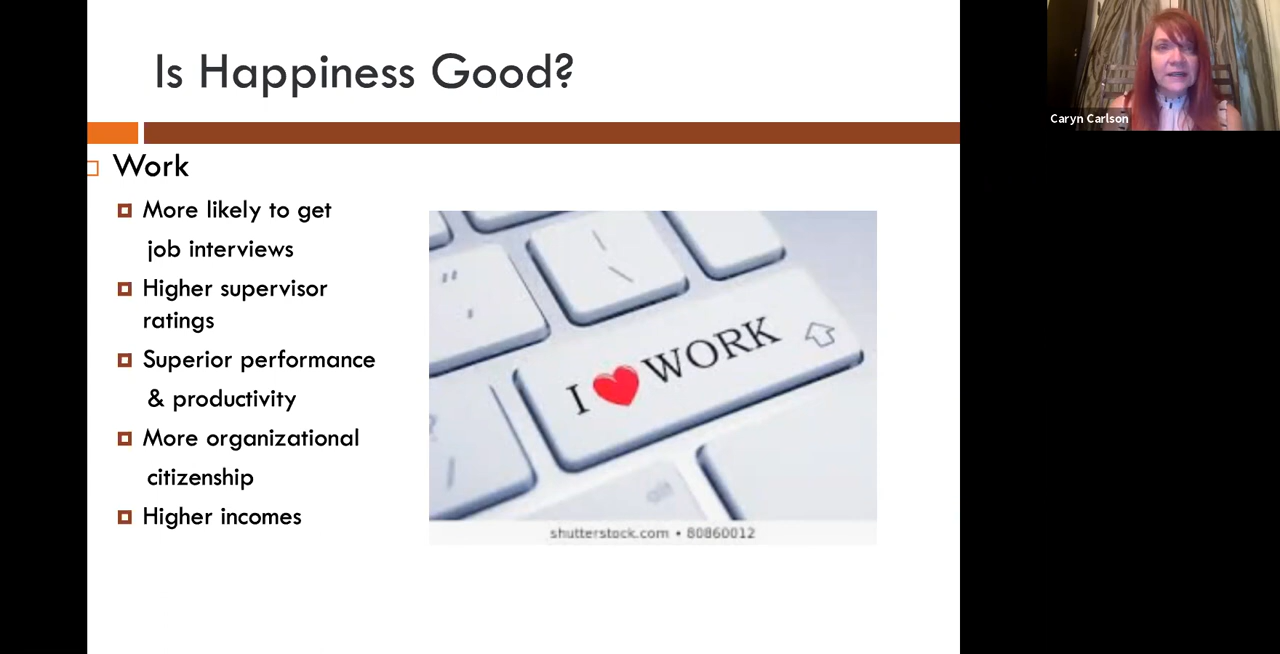 Is Happiness Good?
Work
More likely to get
job interviews
Higher supervisor
ratings
Superior performance
& productivity
More organizational
citizenship
Higher incomes
I ❤ WORK
alt
shutterstock.com • 80860012
Caryn Carlson